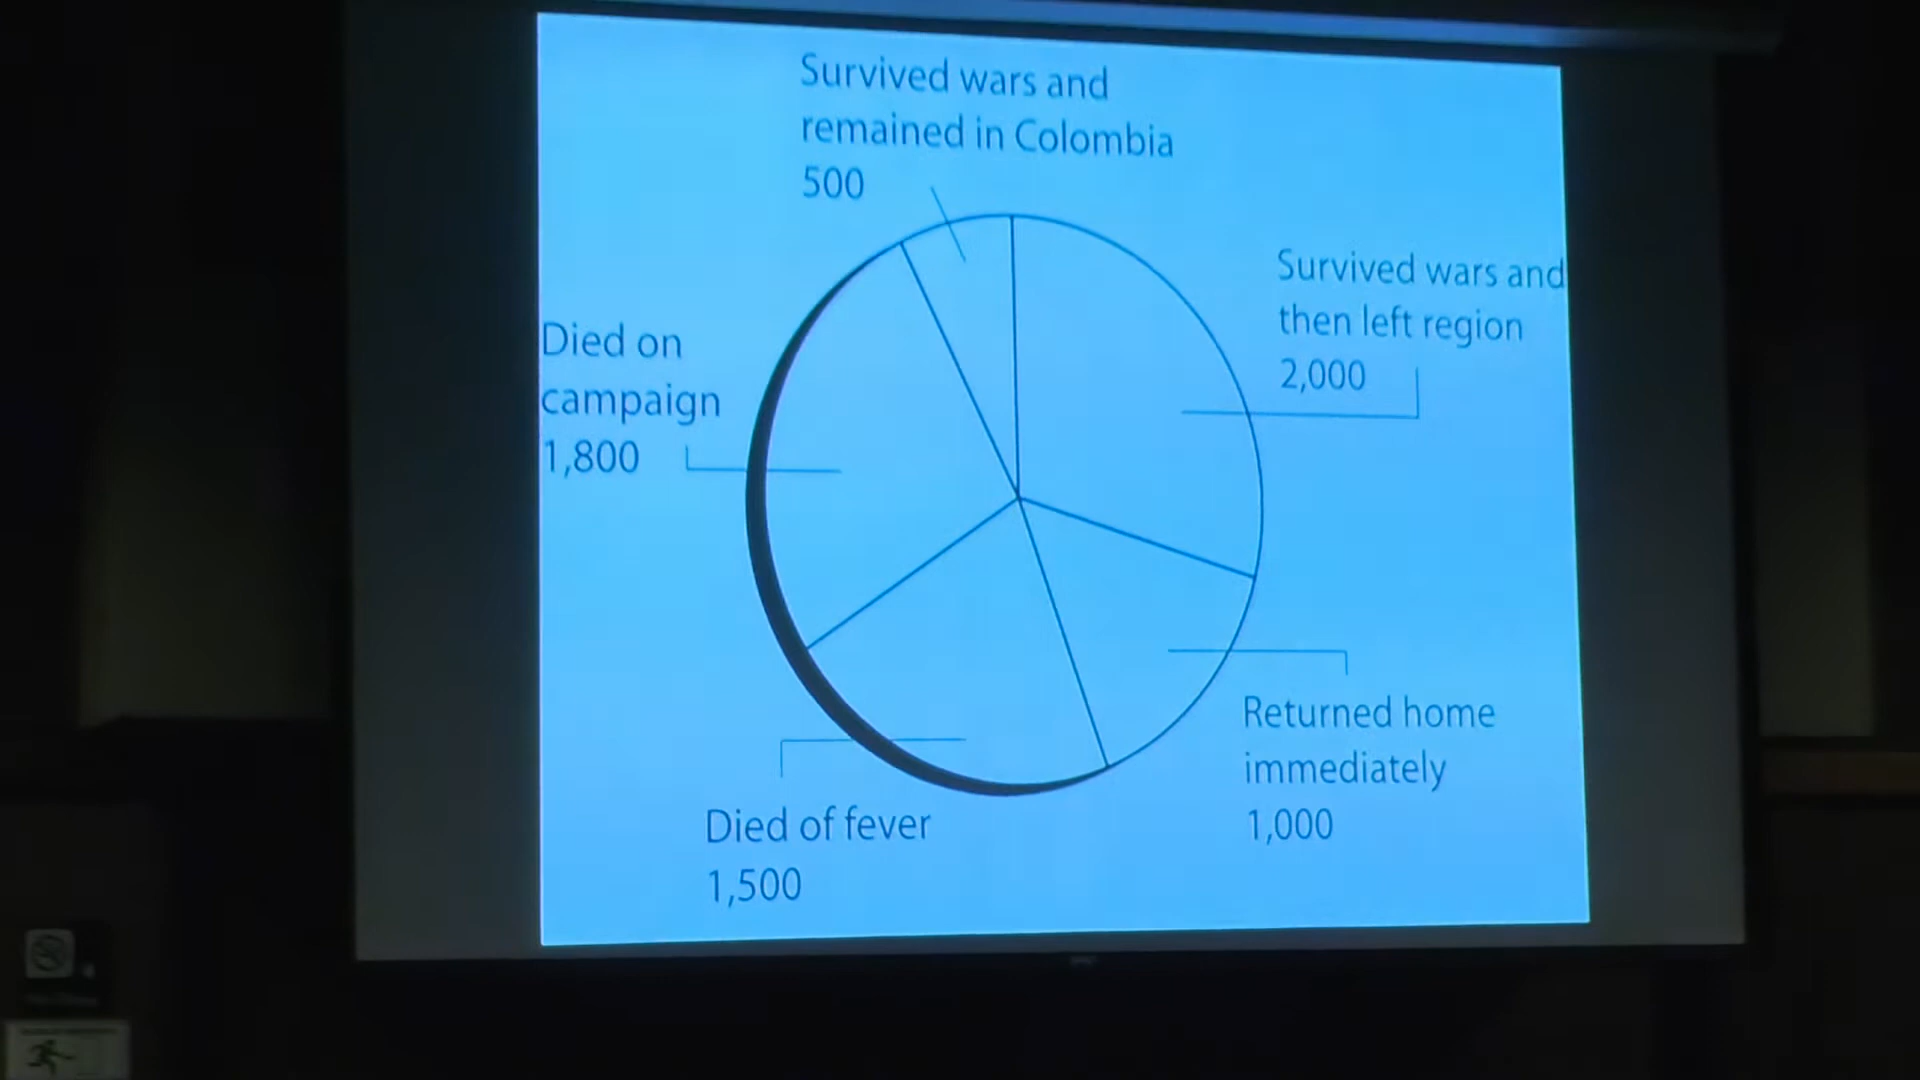 Survived wars and
remained in Colombia
500
Survived wars and
then left region
2,000
Died on
campaign
1,800
Returned home
immediately
1,000
Died of fever
1,500